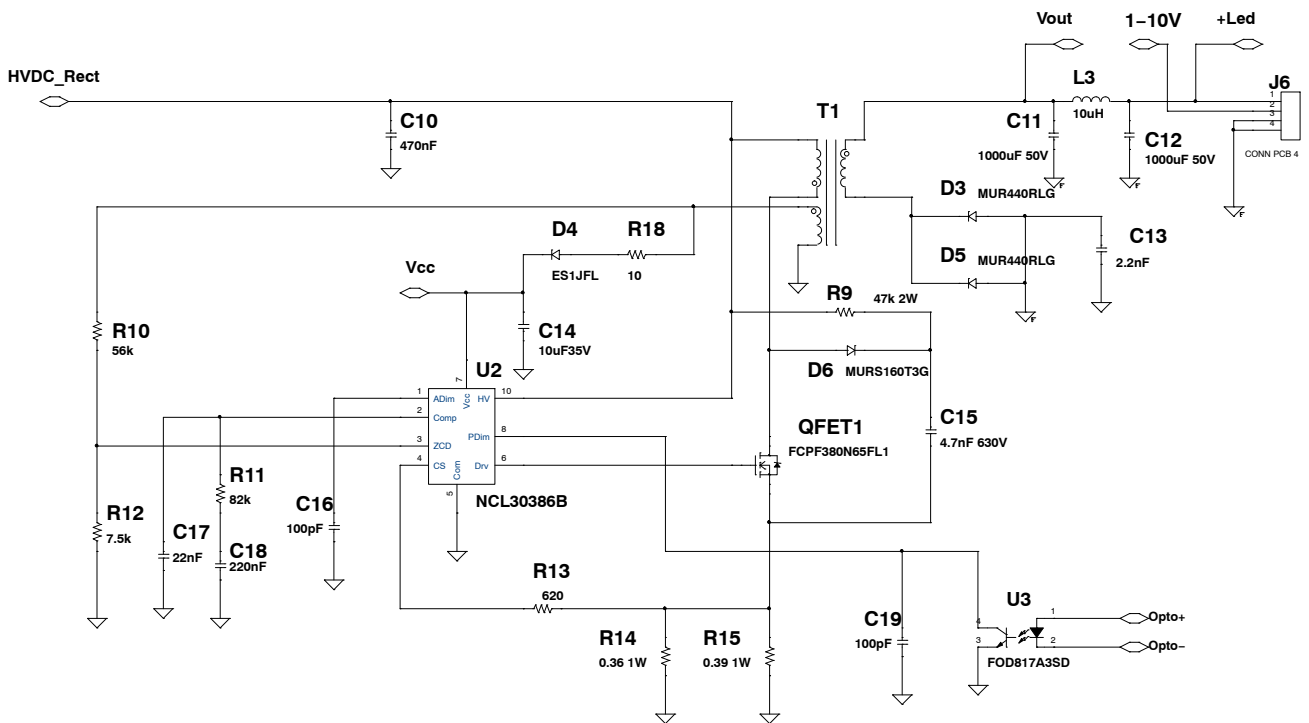 Vout
1-10V
+Led
HVDC_Rect
L3
10uH
J6
1
2
3
4
CONN PCB 4
C10
470nF
T1
C11
1000uF 50V
C12
1000uF 50V
D3
MUR440RLG
D4
ES1JFL
R18
10
D5
MUR440RLG
C13
2.2nF
Vcc
R9
47k 2W
R10
56k
C14
10uF35V
D6
MURS160T3G
U2
7
1
ADim
Vcc
HV
10
2
Comp
3
ZCD
PDim
8
4
CS
Com
Drv
6
5
NCL30386B
QFET1
FCPF380N65FL1
C15
4.7nF 630V
R11
82k
R12
7.5k
C16
100pF
C17
22nF
C18
220nF
R13
620
R14
0.36 1W
R15
0.39 1W
C19
100pF
U3
4
3
1
2
Opto+
Opto-
FOD817A3SD
F
F
F
F